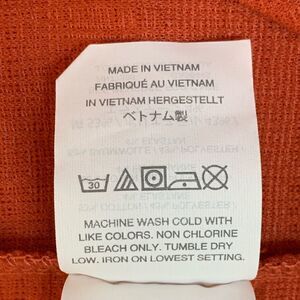 MADE IN VIETNAM
FABRIQUÉ AU VIETNAM
IN VIETNAM HERGESTELLT
ベトナム製
30
MACHINE WASH COLD WITH
LIKE COLORS. NON CHLORINE
BLEACH ONLY. TUMBLE DRY
LOW. IRON ON LOWEST SETTING.